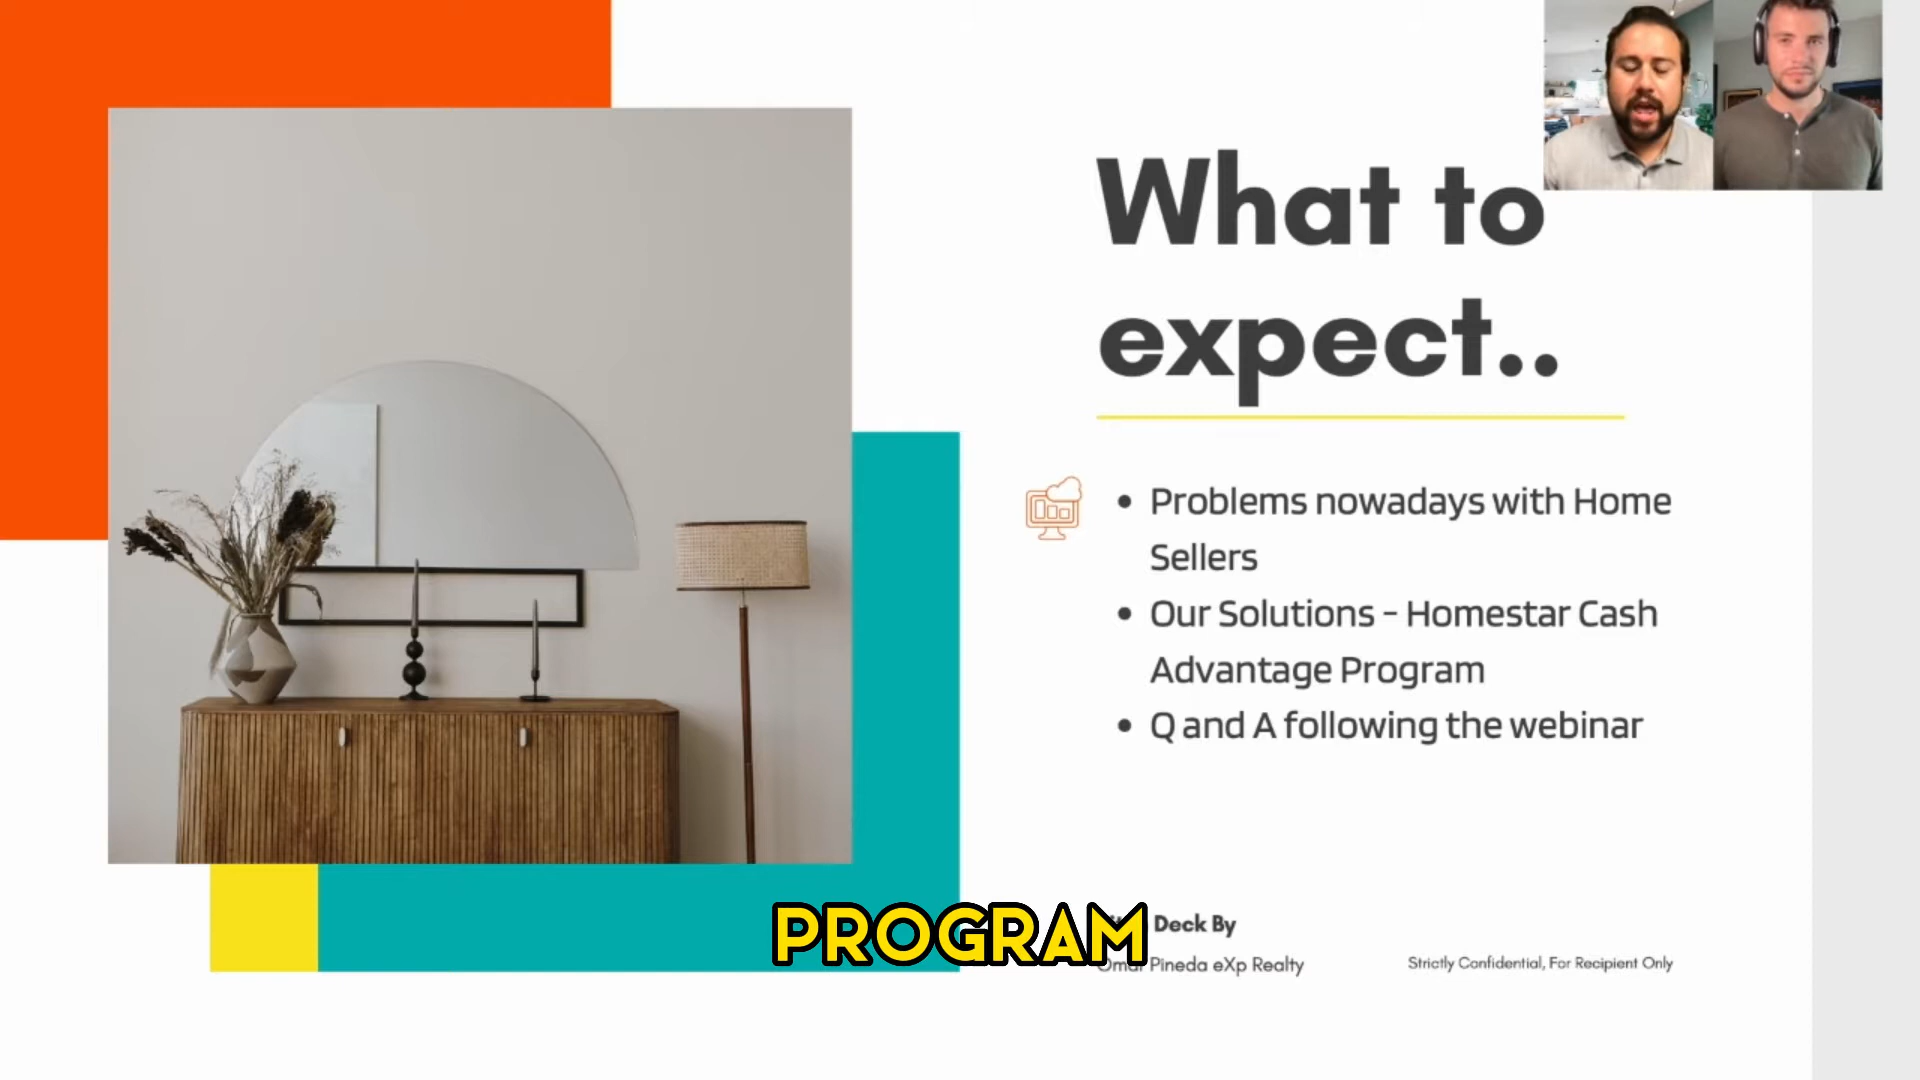 What to
expect..
Problems nowadays with Home
Sellers
Our Solutions - Homestar Cash
Advantage Program
Q and A following the webinar
Deck By
Pineda eXp Realty
Strictly Confidential, For Recipient Only
PROGRAM